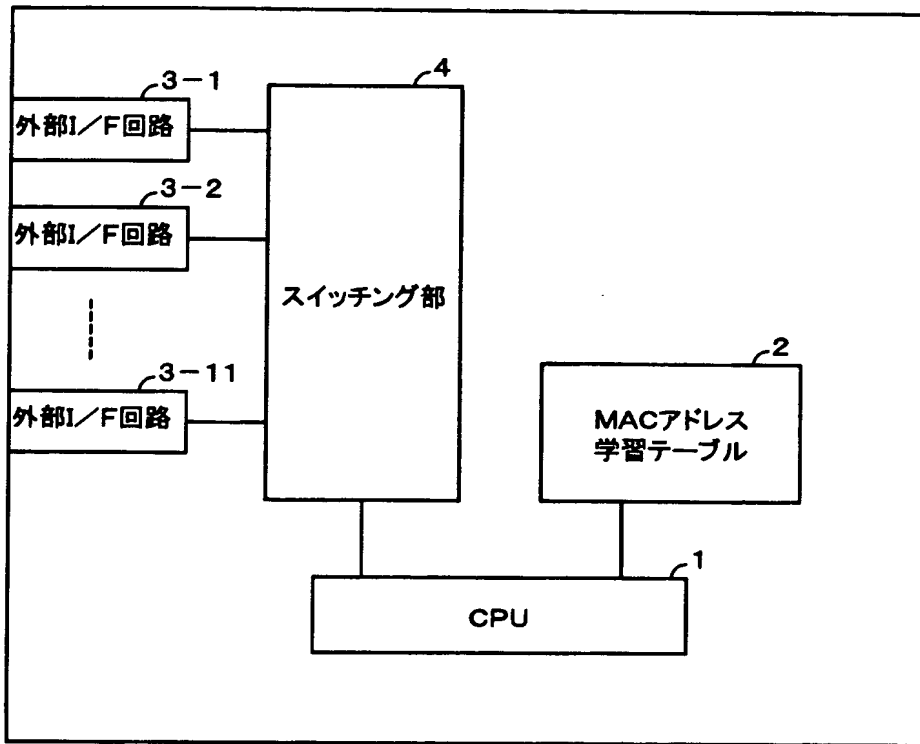 4
3-1
外部I/F回路
3-2
外部I/F回路
スイッチング部
3-11
外部I/F回路
2
MACアドレス
学習テーブル
1
CPU